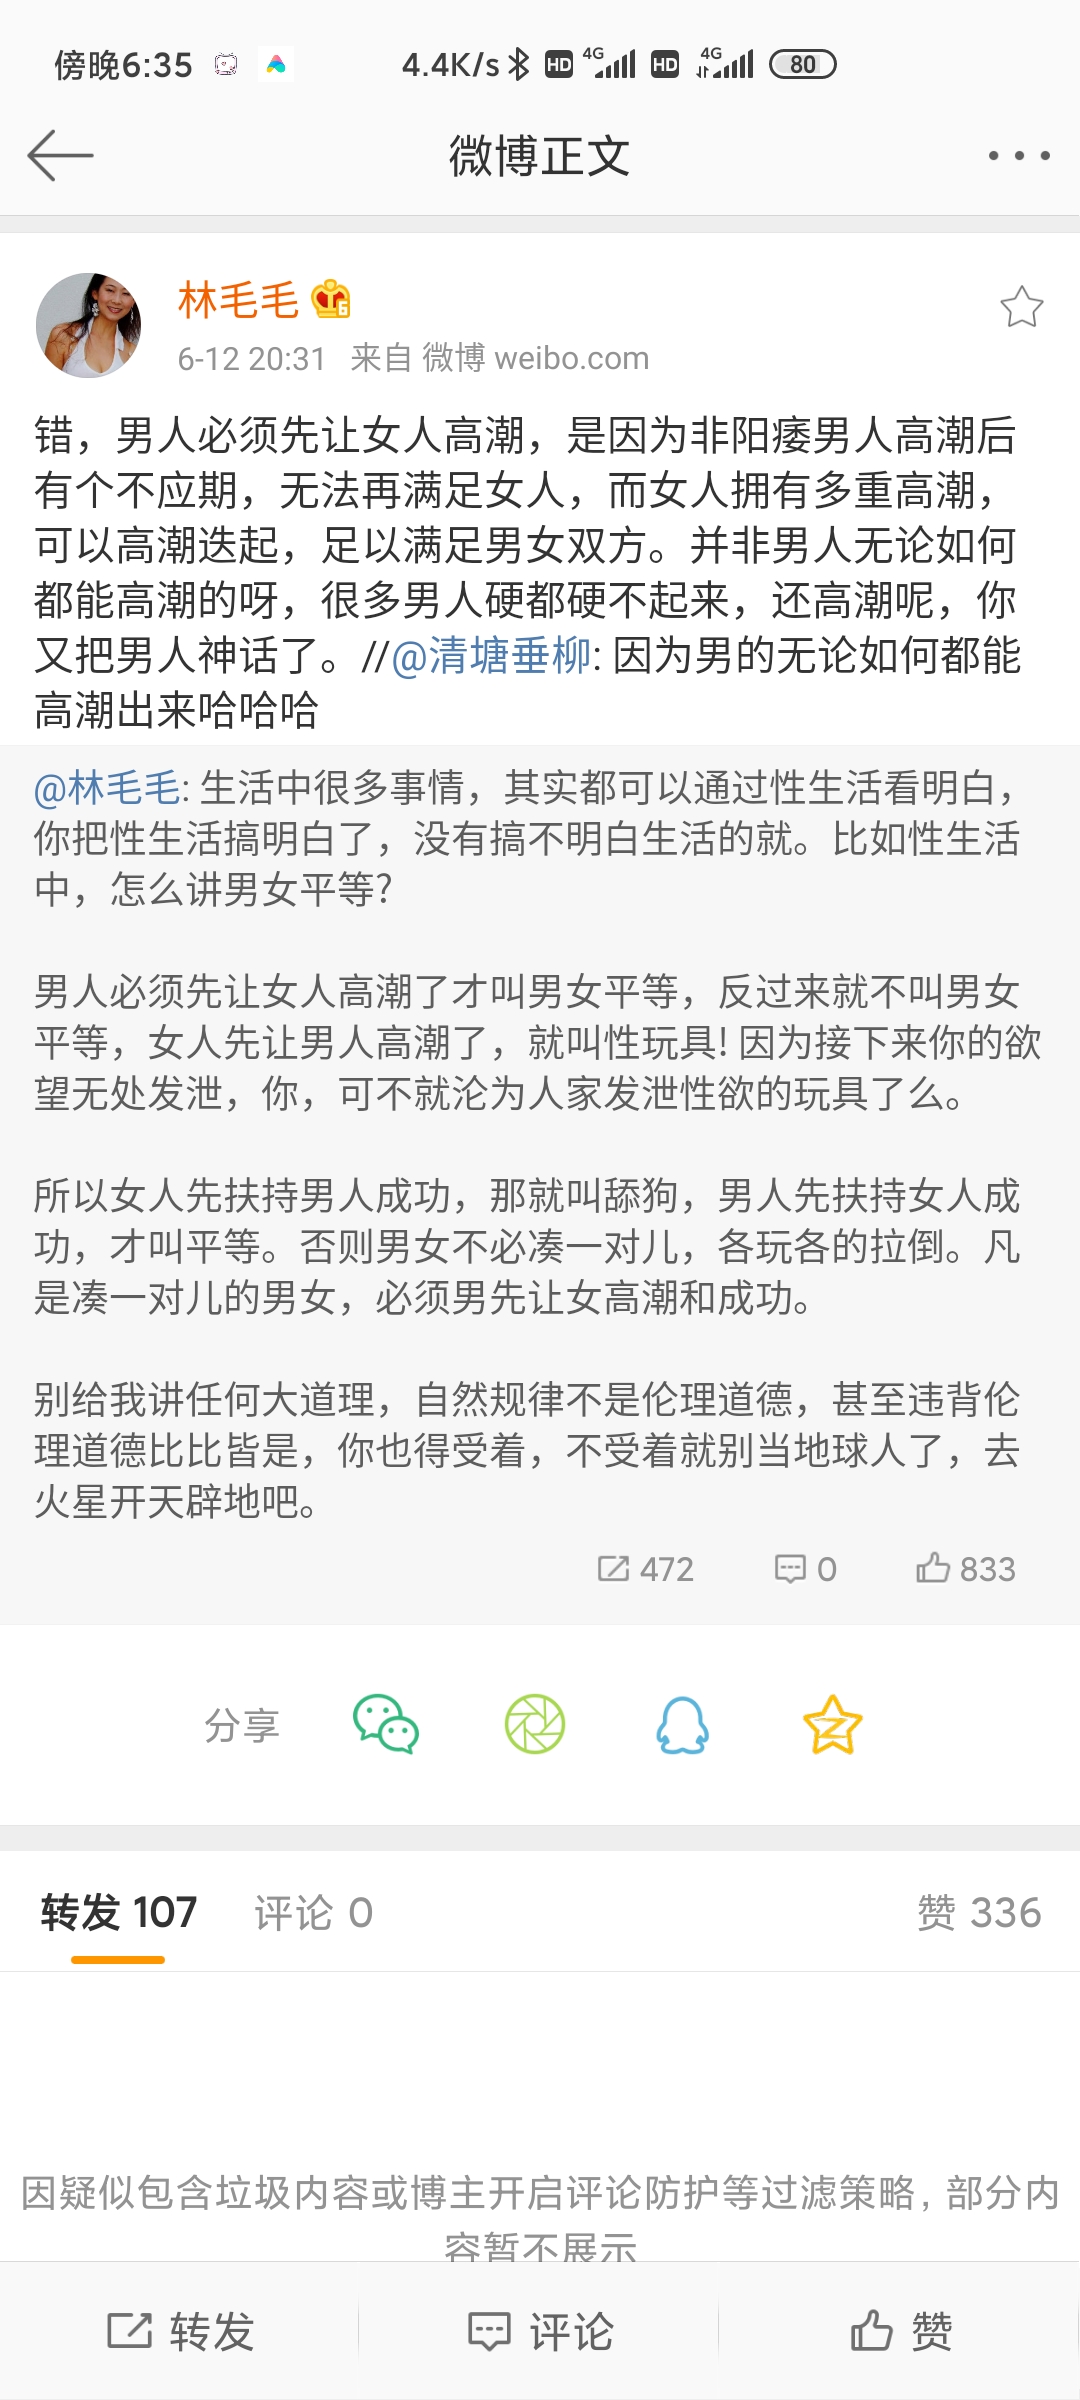 傍晚6:35 4.4K/s HD 4G HD 4G 80
微博正文
林毛毛 6
6-12 20:31 来自 微博 weibo.com
错，男人必须先让女人高潮，是因为非阳痿男人高潮后
有个不应期，无法再满足女人，而女人拥有多重高潮，
可以高潮迭起，足以满足男女双方。并非男人无论如何
都能高潮的呀，很多男人硬都硬不起来，还高潮呢，你
又把男人神话了。//@清塘垂柳: 因为男的无论如何都能
高潮出来哈哈哈
@林毛毛: 生活中很多事情，其实都可以通过性生活看明白，
你把性生活搞明白了，没有搞不明白生活的就。比如性生活
中，怎么讲男女平等?
男人必须先让女人高潮了才叫男女平等，反过来就不叫男女
平等，女人先让男人高潮了，就叫性玩具! 因为接下来你的欲
望无处发泄，你，可不就沦为人家发泄性欲的玩具了么。
所以女人先扶持男人成功，那就叫舔狗，男人先扶持女人成
功，才叫平等。否则男女不必凑一对儿，各玩各的拉倒。凡
是凑一对儿的男女，必须男先让女高潮和成功。
别给我讲任何大道理，自然规律不是伦理道德，甚至违背伦
理道德比比皆是，你也得受着，不受着就别当地球人了，去
火星开天辟地吧。
472 0 833
分享
转发 107 评论 0 赞 336
因疑似包含垃圾内容或博主开启评论防护等过滤策略, 部分内
容暂不展示
转发 评论 赞